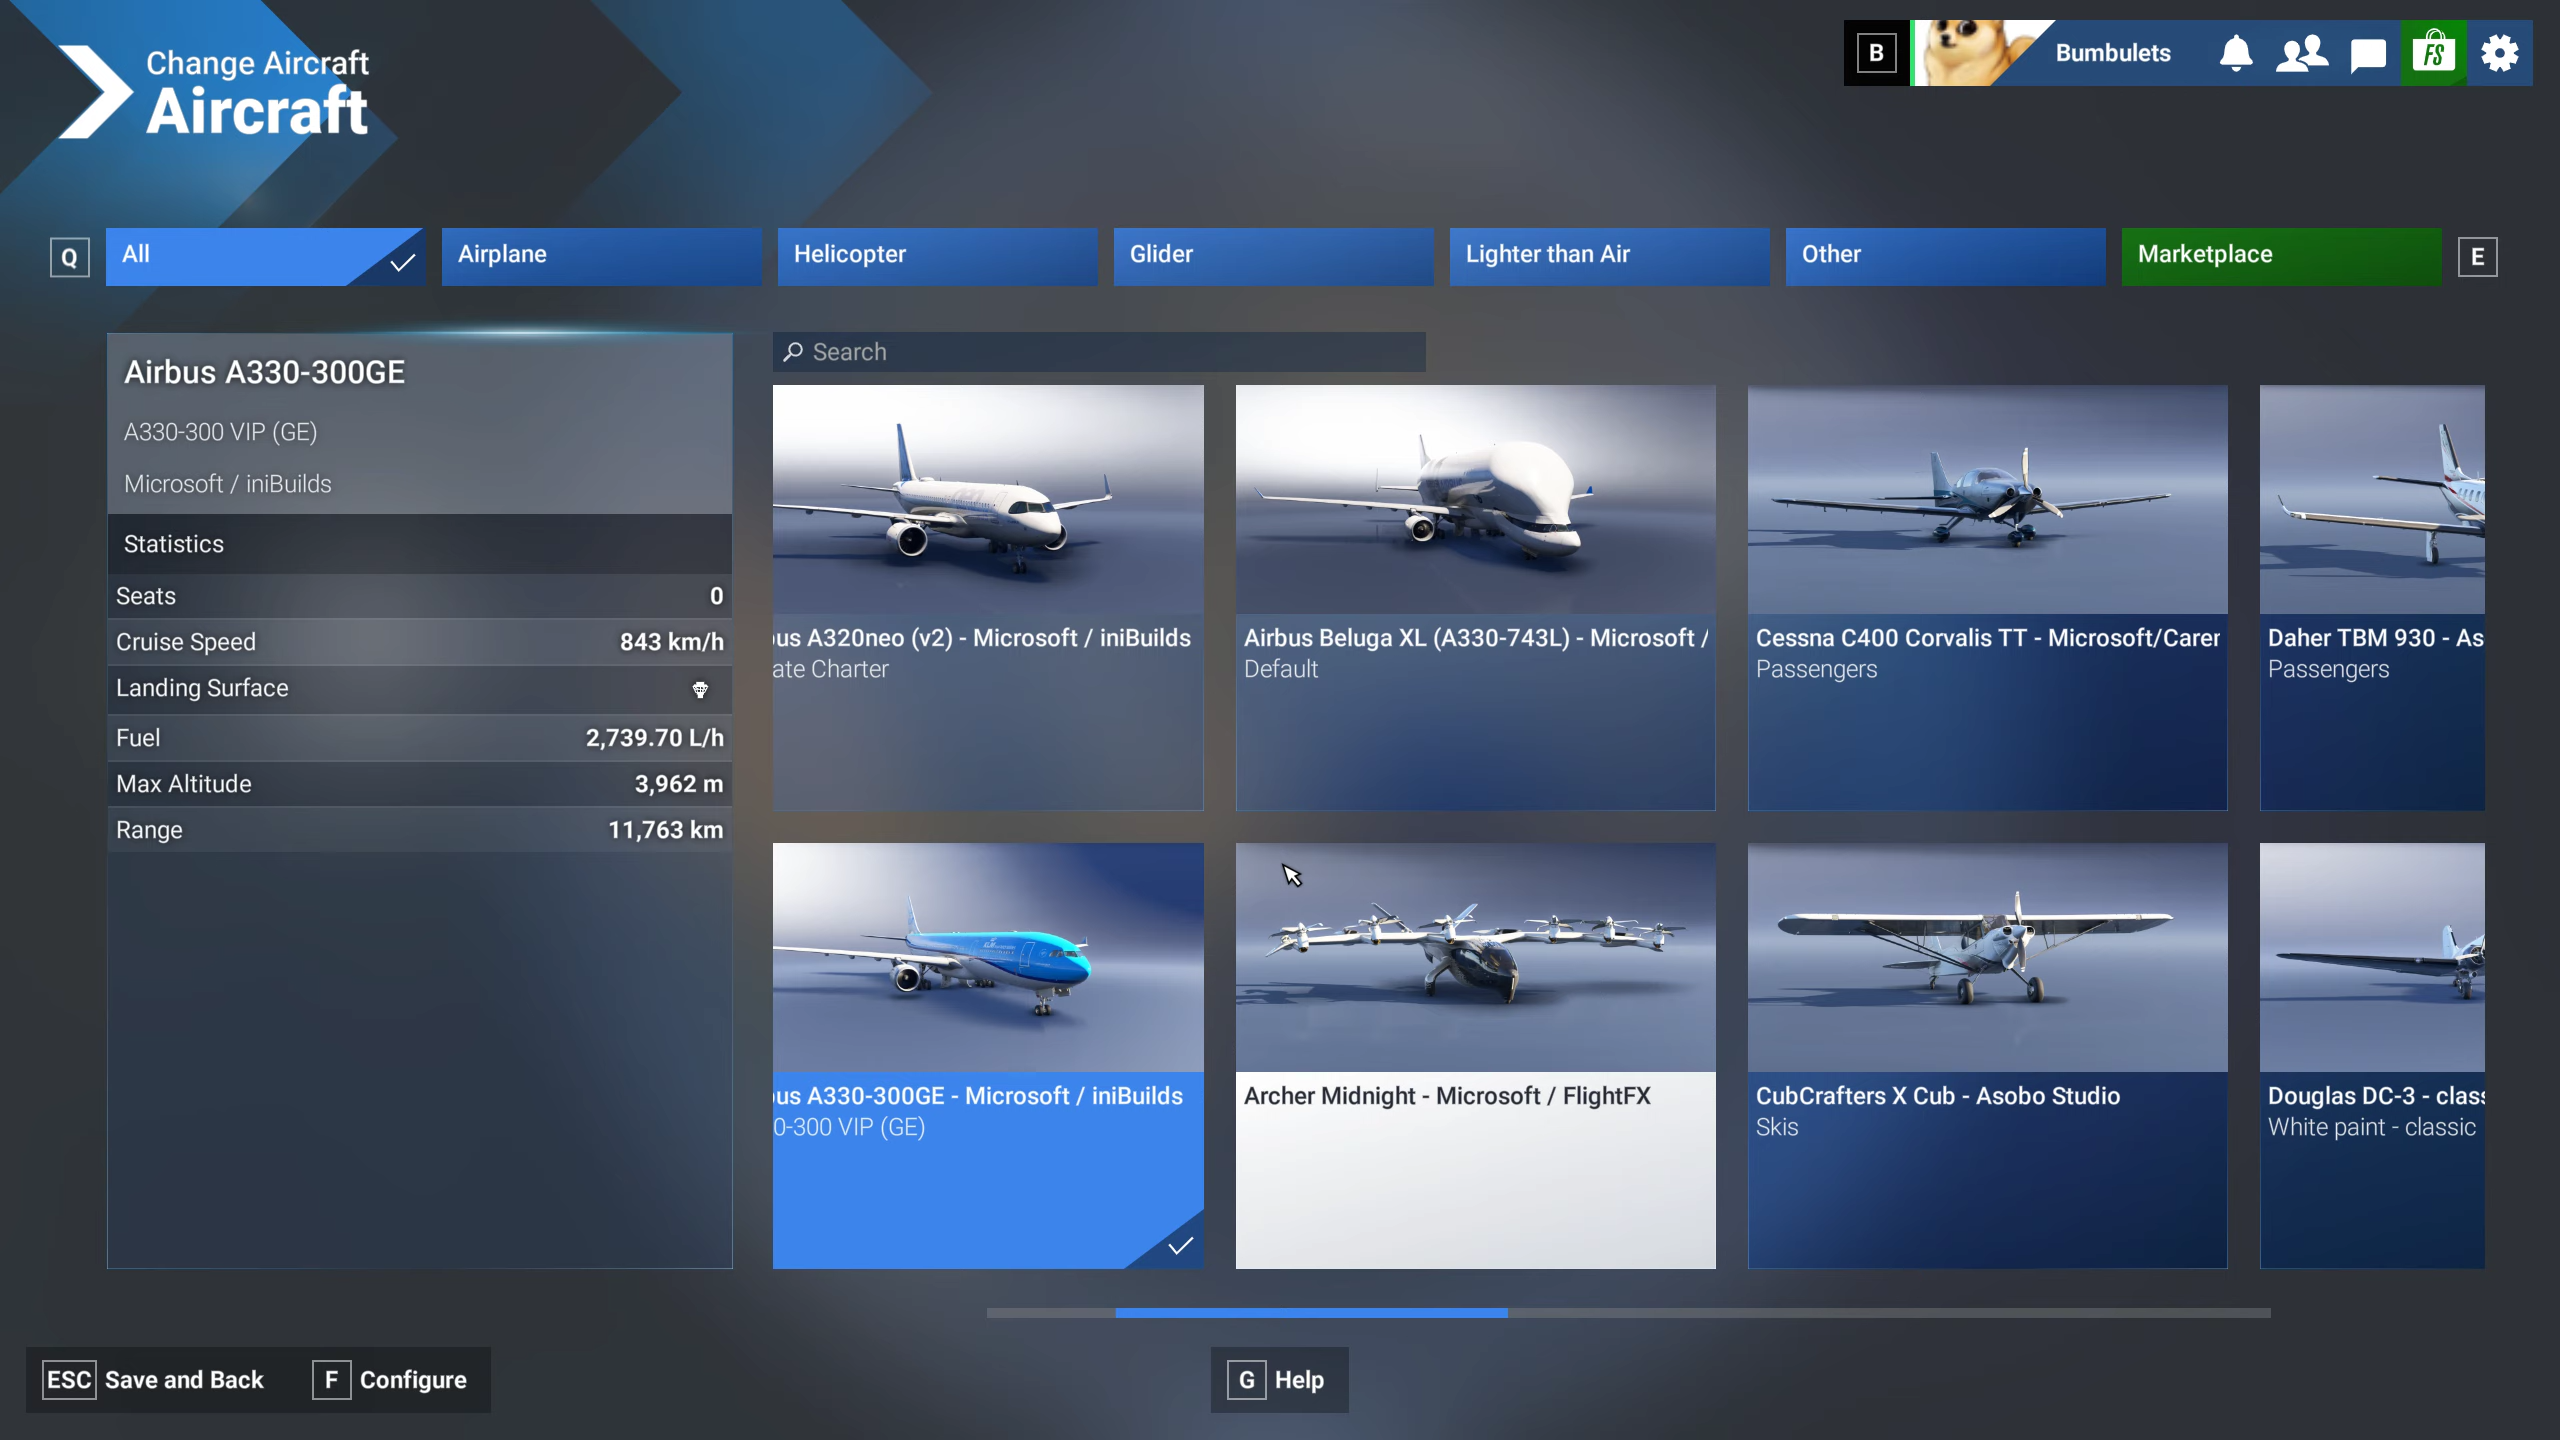 Change Aircraft
Aircraft
B
Bumbulets
FS
Q
All
Airplane
Helicopter
Glider
Lighter than Air
Other
Marketplace
E
Airbus A330-300GE
A330-300 VIP (GE)
Microsoft / iniBuilds
Statistics
Seats 0
Cruise Speed 843 km/h
Landing Surface
Fuel 2,739.70 L/h
Max Altitude 3,962 m
Range 11,763 km
Search
us A320neo (v2) - Microsoft / iniBuilds
ate Charter
Airbus Beluga XL (A330-743L) - Microsoft /
Default
Cessna C400 Corvalis TT - Microsoft/Carer
Passengers
Daher TBM 930 - As
Passengers
us A330-300GE - Microsoft / iniBuilds
0-300 VIP (GE)
Archer Midnight - Microsoft / FlightFX
CubCrafters X Cub - Asobo Studio
Skis
Douglas DC-3 - class
White paint - classic
ESC Save and Back
F Configure
G Help